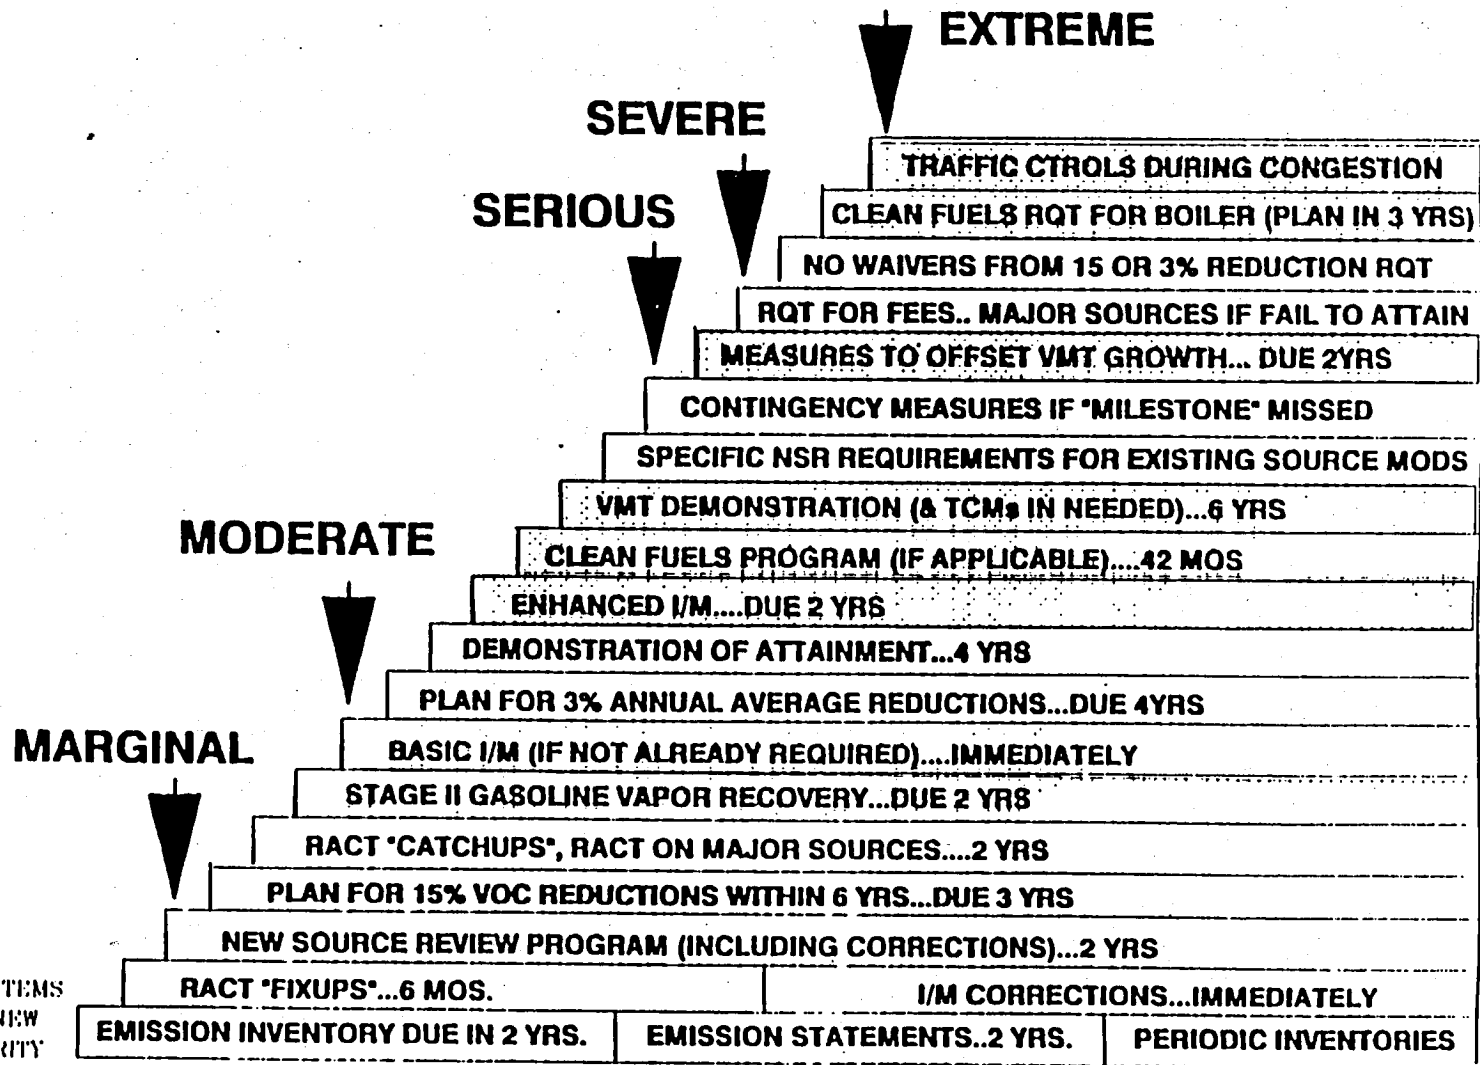 EXTREME
SEVERE
TRAFFIC CTROLS DURING CONGESTION
SERIOUS
CLEAN FUELS RQT FOR BOILER (PLAN IN 3 YRS)
NO WAIVERS FROM 15 OR 3% REDUCTION RQT
RQT FOR FEES.. MAJOR SOURCES IF FAIL TO ATTAIN
MEASURES TO OFFSET VMT GROWTH... DUE 2YRS
CONTINGENCY MEASURES IF "MILESTONE" MISSED
SPECIFIC NSR REQUIREMENTS FOR EXISTING SOURCE MODS
VMT DEMONSTRATION (& TCMs IN NEEDED)...6 YRS
MODERATE
CLEAN FUELS PROGRAM (IF APPLICABLE)....42 MOS
ENHANCED I/M....DUE 2 YRS
DEMONSTRATION OF ATTAINMENT...4 YRS
PLAN FOR 3% ANNUAL AVERAGE REDUCTIONS...DUE 4YRS
MARGINAL
BASIC I/M (IF NOT ALREADY REQUIRED)....IMMEDIATELY
STAGE II GASOLINE VAPOR RECOVERY...DUE 2 YRS
RACT "CATCHUPS", RACT ON MAJOR SOURCES....2 YRS
PLAN FOR 15% VOC REDUCTIONS WITHIN 6 YRS...DUE 3 YRS
NEW SOURCE REVIEW PROGRAM (INCLUDING CORRECTIONS)...2 YRS
RACT "FIXUPS"...6 MOS. I/M CORRECTIONS...IMMEDIATELY
EMISSION INVENTORY DUE IN 2 YRS. EMISSION STATEMENTS..2 YRS. PERIODIC INVENTORIES